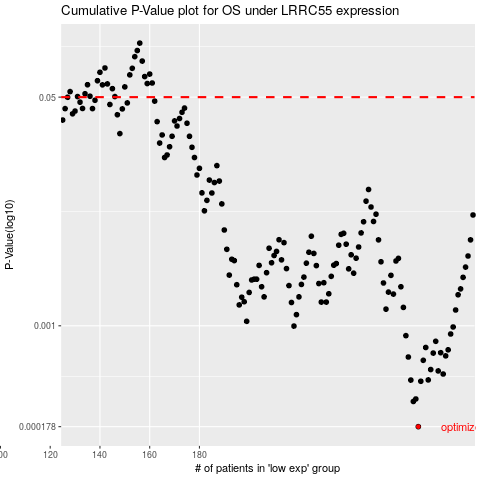 Cumulative P-Value plot for OS under LRRC55 expression
P-Value(log10)
0.05
0.001
0.000178
optimiz
00 120 140 160 180
# of patients in 'low exp' group